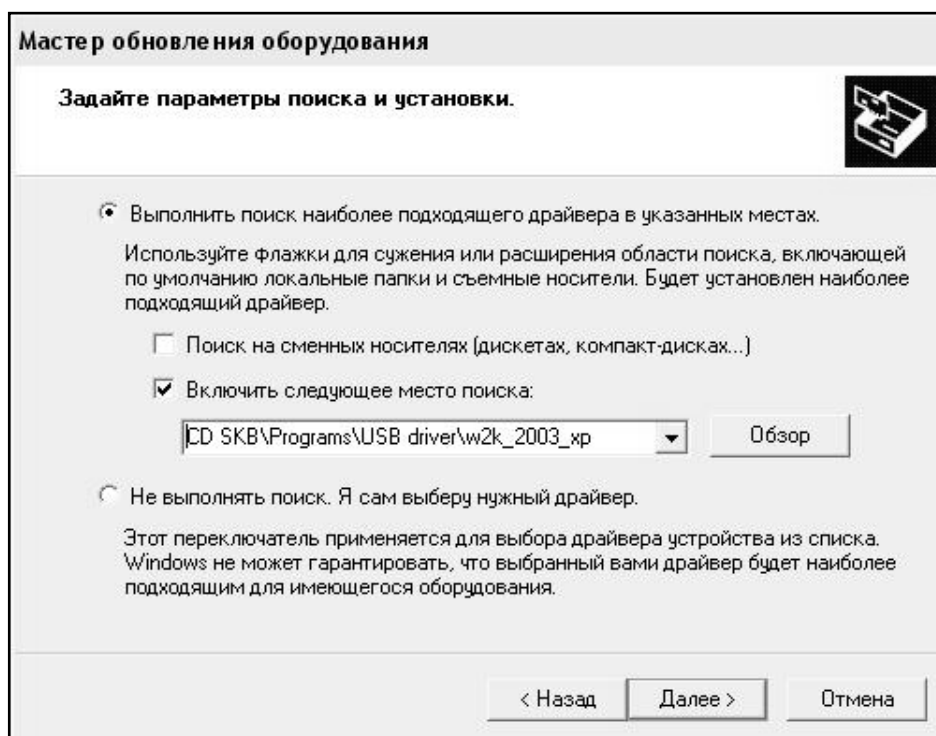 Мастер обновления оборудования
Задайте параметры поиска и установки.
Выполнить поиск наиболее подходящего драйвера в указанных местах.
Используйте флажки для сужения или расширения области поиска, включающей
по умолчанию локальные папки и съемные носители. Будет установлен наиболее
подходящий драйвер.
Поиск на сменных носителях (дискетах, компакт-дисках...)
Включить следующее место поиска:
CD SKB\Programs\USB driver\w2k_2003_xp
Обзор
Не выполнять поиск. Я сам выберу нужный драйвер.
Этот переключатель применяется для выбора драйвера устройства из списка.
Windows не может гарантировать, что выбранный вами драйвер будет наиболее
подходящим для имеющегося оборудования.
< Назад
Далее >
Отмена